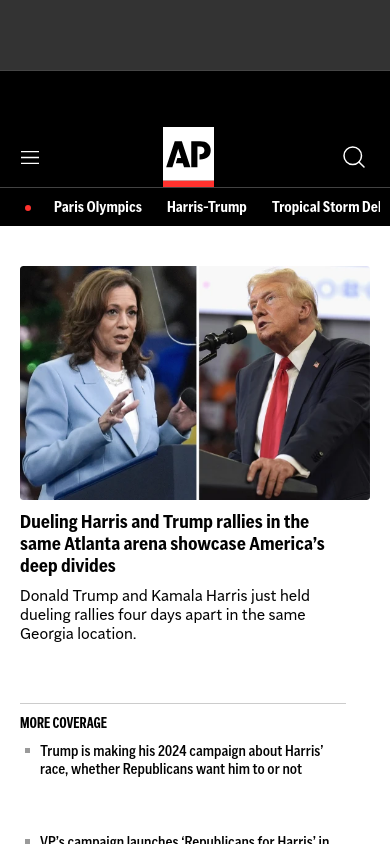 AP
Paris Olympics Harris-Trump Tropical Storm Del
Dueling Harris and Trump rallies in the
same Atlanta arena showcase America’s
deep divides
Donald Trump and Kamala Harris just held
dueling rallies four days apart in the same
Georgia location.
MORE COVERAGE
Trump is making his 2024 campaign about Harris’
race, whether Republicans want him to or not
VP’s campaign launches ‘Republicans for Harris’ in